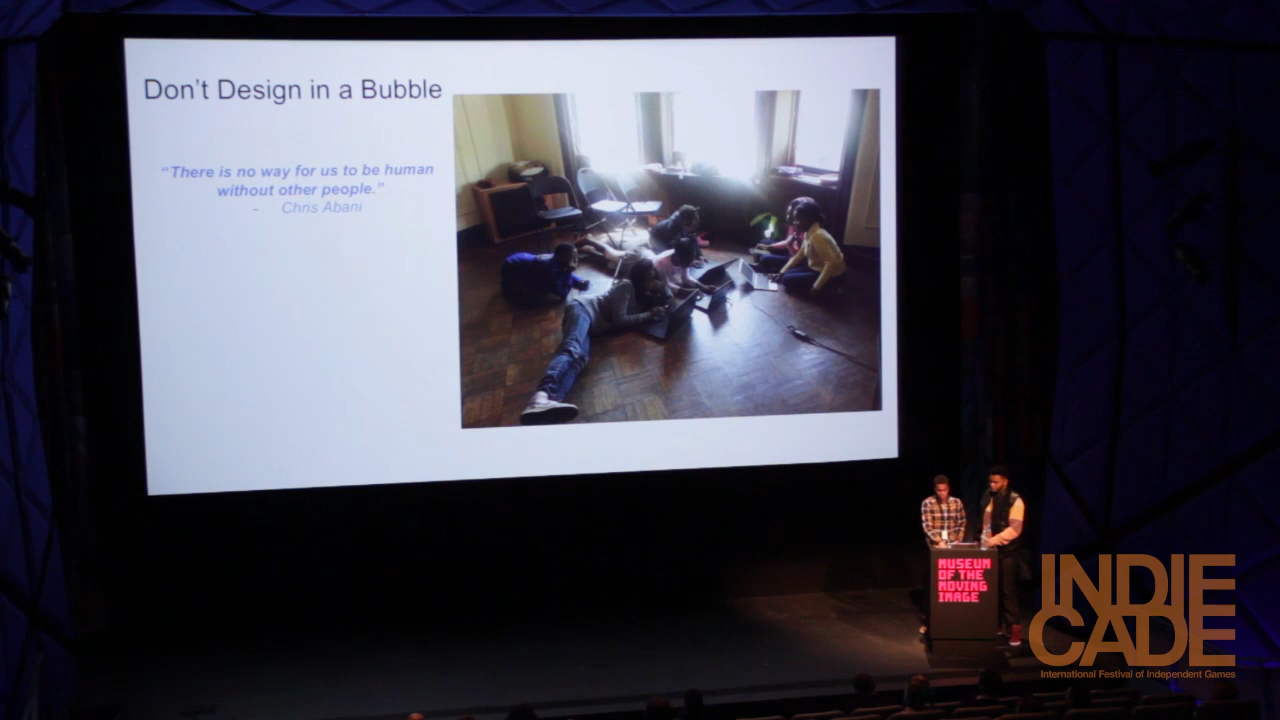 Don't Design in a Bubble
“There is no way for us to be human
without other people.”
- Chris Abani
MUSEUM
OF THE
MOVING
IMAGE
INDIE
CADE
International Festival of Independent Games